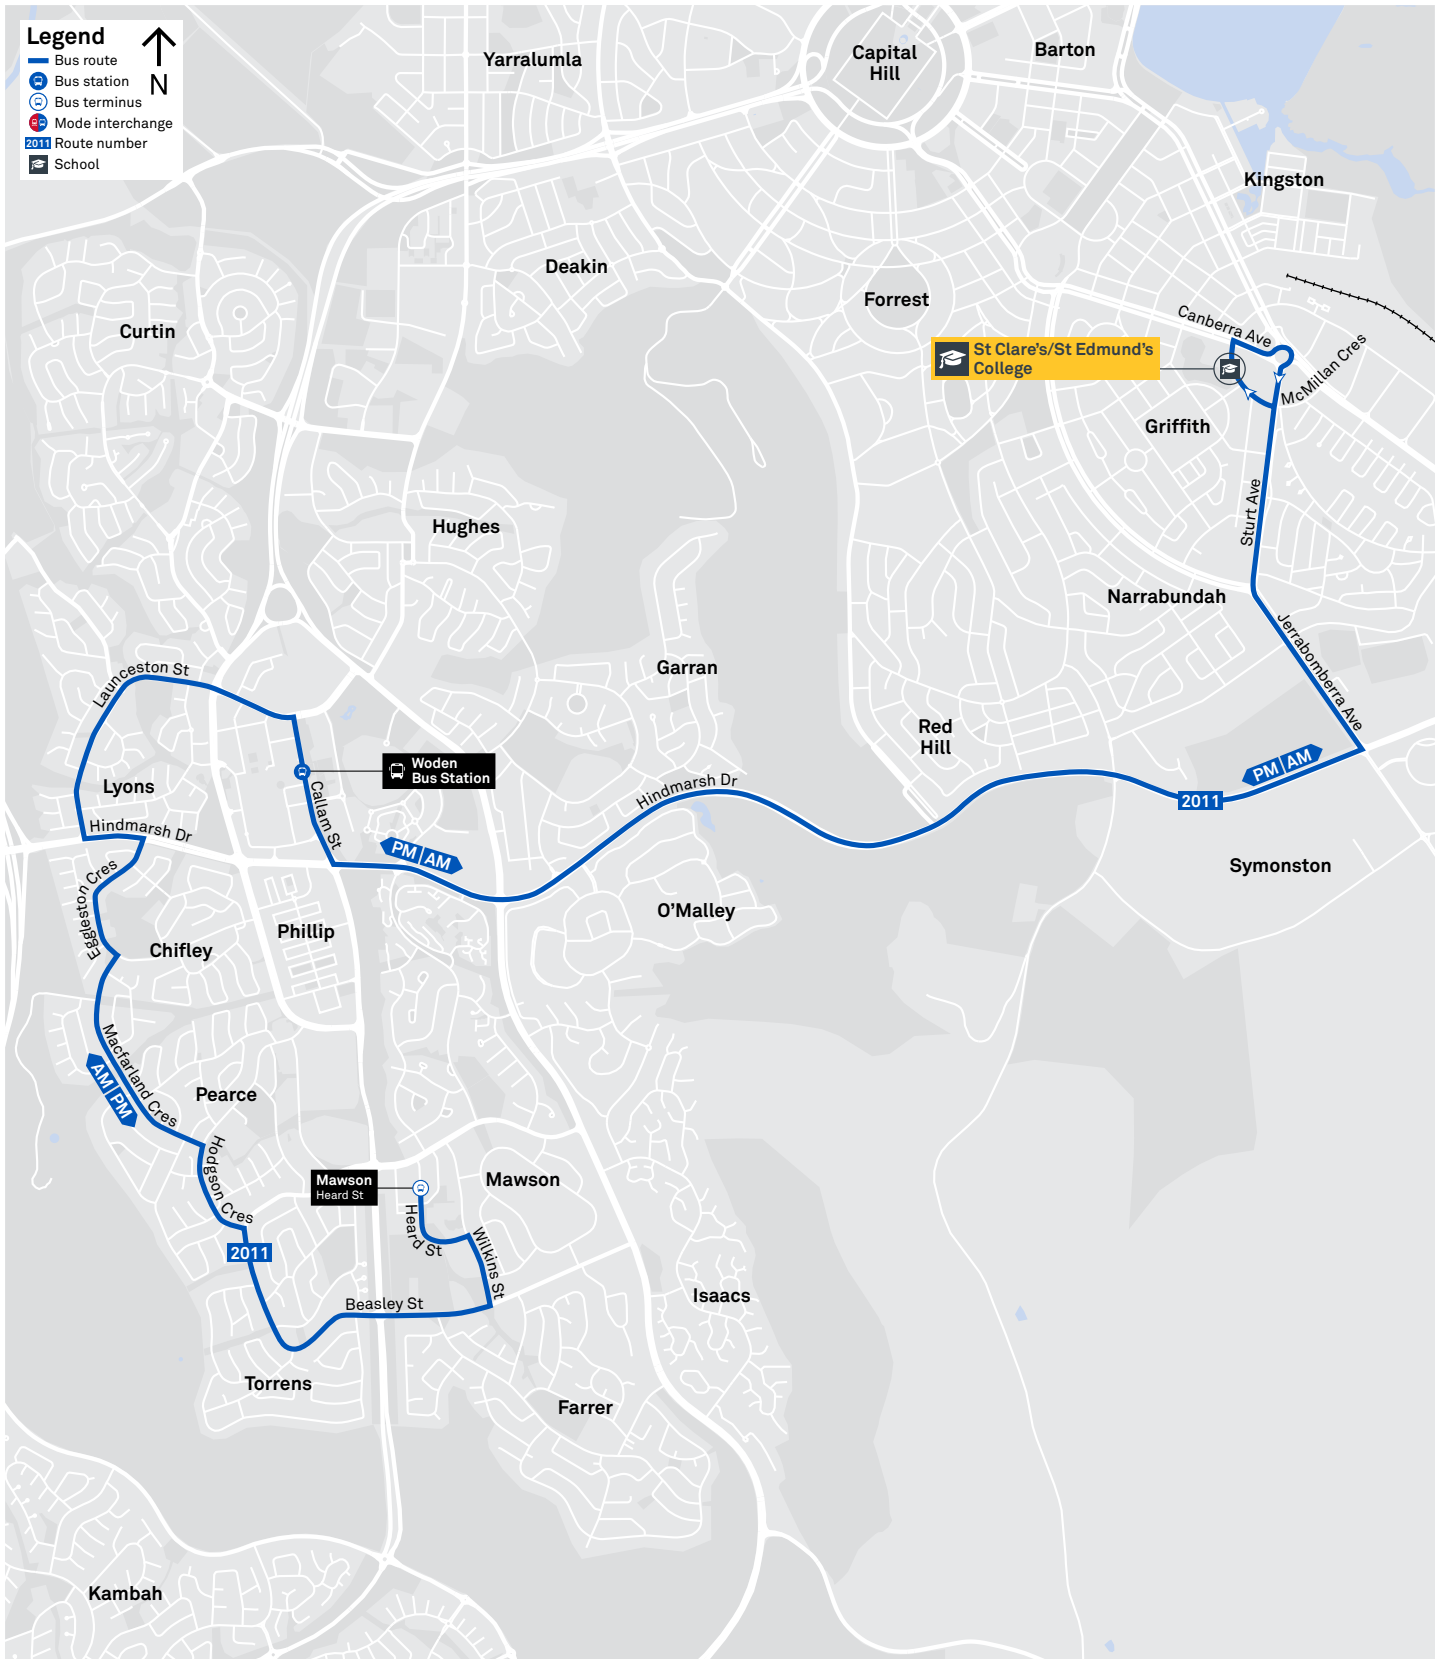 Legend
N
Bus route
Bus station
Bus terminus
Mode interchange
2011 Route number
School
Yarralumla
Capital
Hill
Barton
Kingston
Deakin
Forrest
Curtin
Canberra Ave
St Clare's/St Edmund's
College
McMillan Cres
Griffith
Hughes
Sturt Ave
Narrabundah
Jerrabomberra Ave
Garran
Launceston St
Red
Hill
Woden
Bus Station
PM AM
Lyons
Callam St
Hindmarsh Dr
2011
Hindmarsh Dr
PM AM
Symonston
Eggleston Cres
O'Malley
Phillip
Chifley
Macfarland Cres
AM PM
Pearce
Hodgson Cres
Mawson
Heard St
Mawson
Heard St
Wilkins St
2011
Beasley St
Isaacs
Torrens
Farrer
Kambah